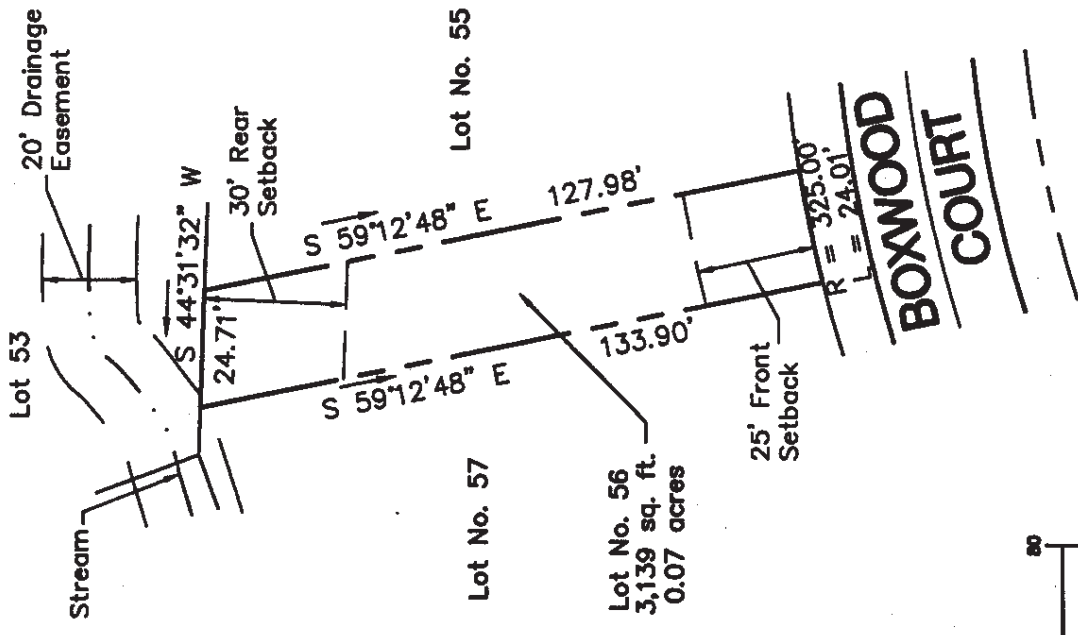 Lot 53
20' Drainage
Easement
Stream
S 44°31'32" W
24.71'
30' Rear
Setback
S 59°12'48" E
127.98'
Lot No. 55
S 59°12'48" E
133.90'
Lot No. 57
Lot No. 56
3,139 sq. ft.
0.07 acres
25' Front
Setback
R = 325.00'
L = 24.01'
BOXWOOD
COURT
80